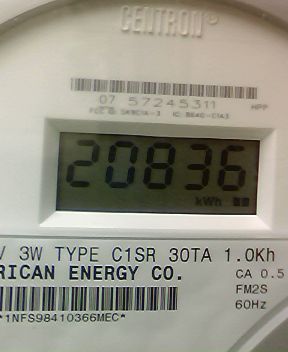 CENTRON®
07 57245311
HPP
20836
kWh
V 3W TYPE C1SR 30TA 1.0Kh
RICAN ENERGY CO.
CA 0.5
FM2S
60Hz
*1NFS98410366MEC*